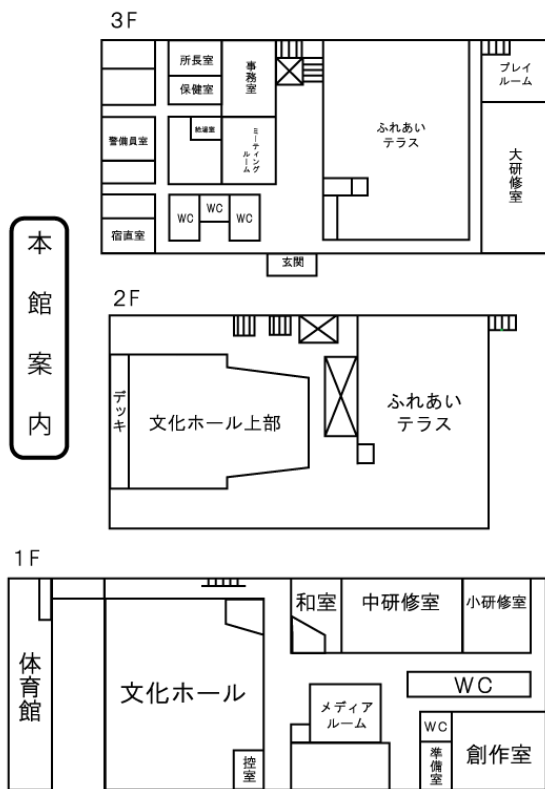 3F
所長室
保健室
事務室
プレイ
ルーム
警備員室
給湯室
ミーティング
ルーム
ふれあい
テラス
大研修室
WC
WC
WC
宿直室
玄関
本館案内
2F
デッキ
文化ホール上部
ふれあい
テラス
1F
体育館
文化ホール
控室
和室
中研修室
小研修室
メディア
ルーム
WC
WC
準備室
創作室